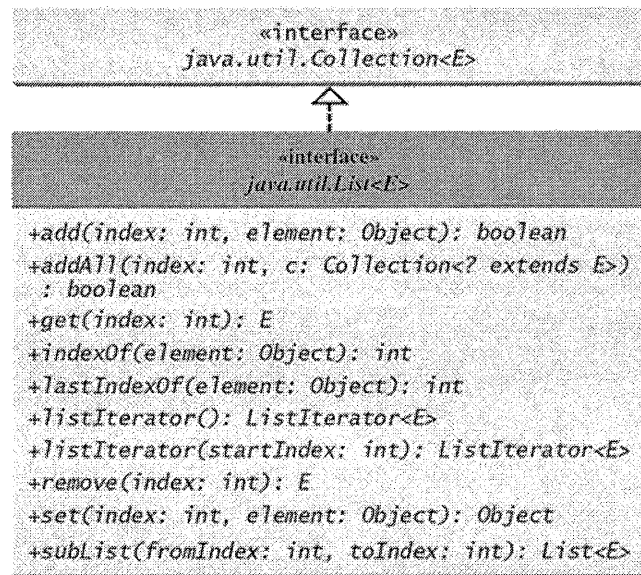 «interface»
java.util.Collection<E>
«interface»
java.util.List<E>
+add(index: int, element: Object): boolean
+addAll(index: int, c: Collection<? extends E>)
: boolean
+get(index: int): E
+indexOf(element: Object): int
+lastIndexOf(element: Object): int
+listIterator(): ListIterator<E>
+listIterator(startIndex: int): ListIterator<E>
+remove(index: int): E
+set(index: int, element: Object): Object
+subList(fromIndex: int, toIndex: int): List<E>